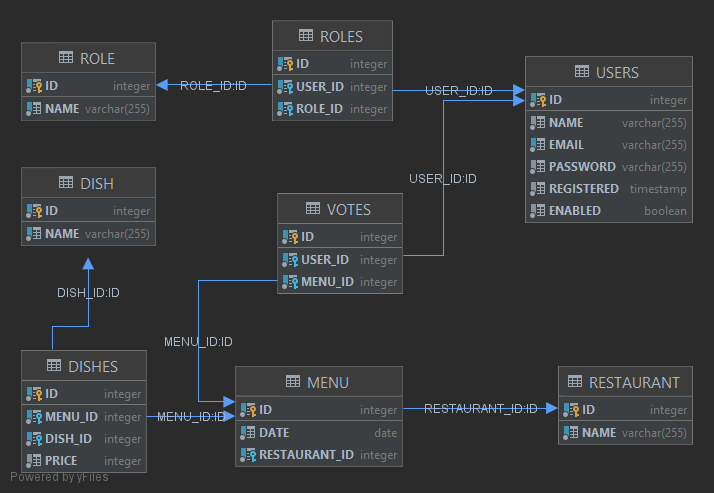 ROLE
ID integer
NAME varchar(255)
ROLES
ID integer
USER_ID integer
ROLE_ID integer
ROLE_ID:ID
USER_ID:ID
USERS
ID integer
NAME varchar(255)
EMAIL varchar(255)
PASSWORD varchar(255)
REGISTERED timestamp
ENABLED boolean
DISH
ID integer
NAME varchar(255)
USER_ID:ID
VOTES
ID integer
USER_ID integer
MENU_ID integer
DISH_ID:ID
MENU_ID:ID
DISHES
ID integer
MENU_ID integer
DISH_ID integer
PRICE integer
MENU_ID:ID
MENU
ID integer
DATE date
RESTAURANT_ID integer
RESTAURANT_ID:ID
RESTAURANT
ID integer
NAME varchar(255)
Powered by yFiles